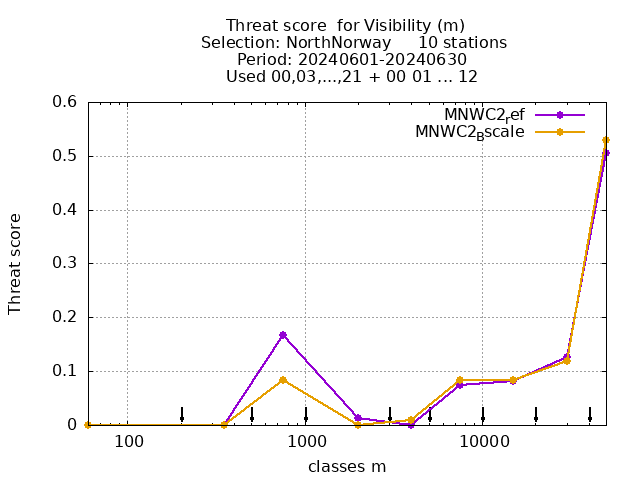 Threat score  for Visibility (m)
Selection: NorthNorway     10 stations
Period: 20240601-20240630
Used 00,03,...,21 + 00 01 ... 12
MNWC2ref
MNWC2Bscale
0.6
0.5
0.4
0.3
0.2
0.1
0
Threat score
100
1000
10000
classes m